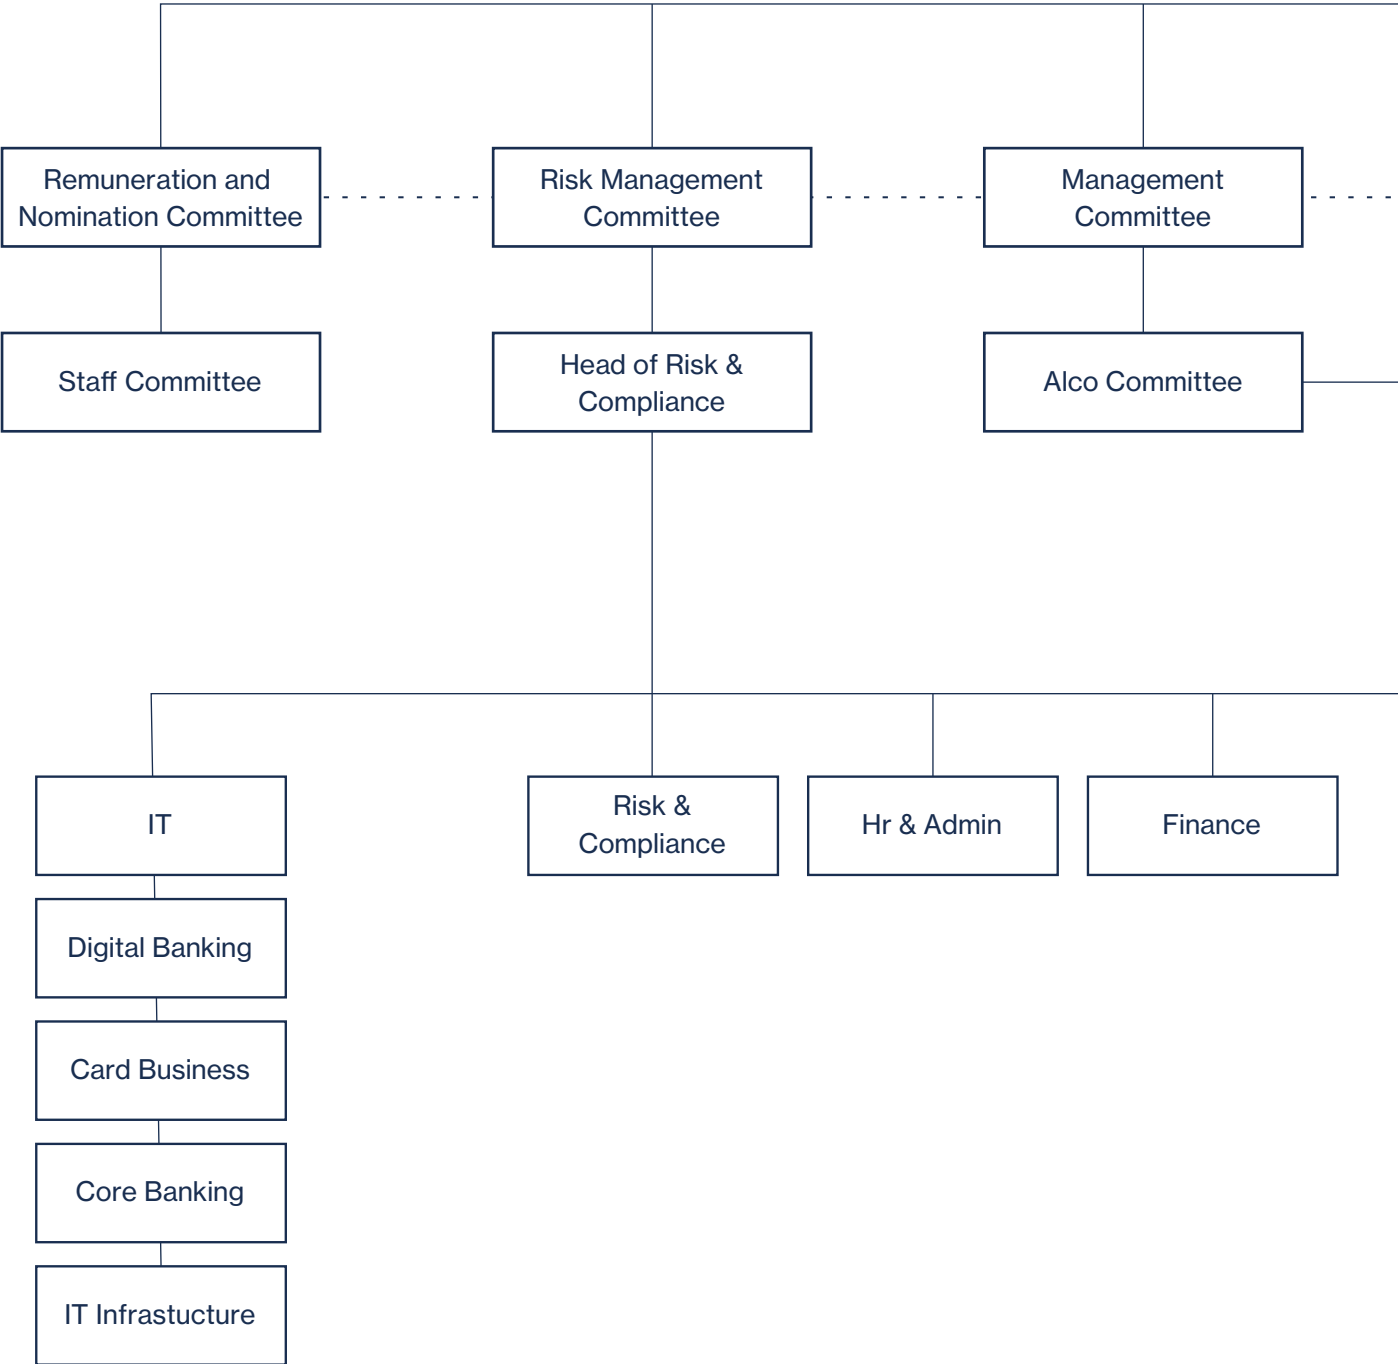 Remuneration and
Nomination Committee
Risk Management
Committee
Management
Committee
Staff Committee
Head of Risk &
Compliance
Alco Committee
IT
Risk &
Compliance
Hr & Admin
Finance
Digital Banking
Card Business
Core Banking
IT Infrastucture